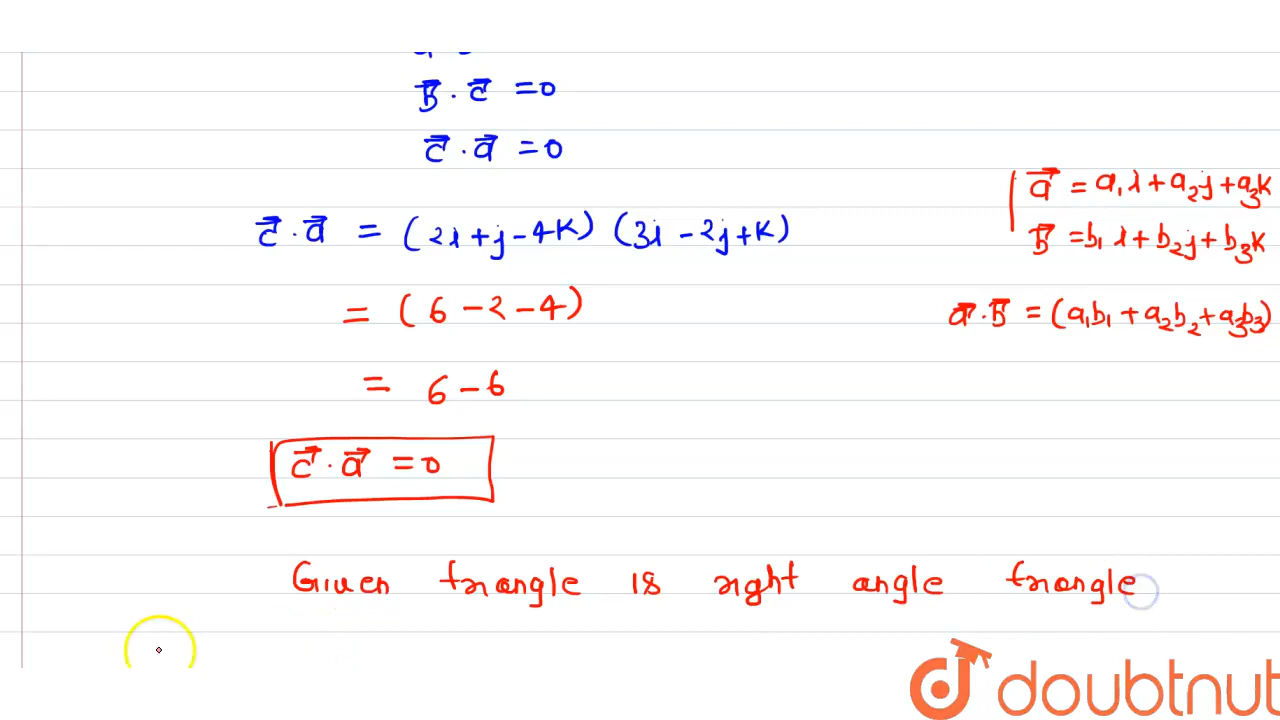 b⃗ · c⃗ = 0
c⃗ · a⃗ = 0
c⃗ · a⃗ = (2i + j - 4k) (3i - 2j + k)
= (6 - 2 - 4)
= 6 - 6
c⃗ · a⃗ = 0
Given triangle is right angle triangle
a⃗ = a₁i + a₂j + a₃k
b⃗ = b₁i + b₂j + b₃k
a⃗ · b⃗ = (a₁b₁ + a₂b₂ + a₃b₃)
doubtnut